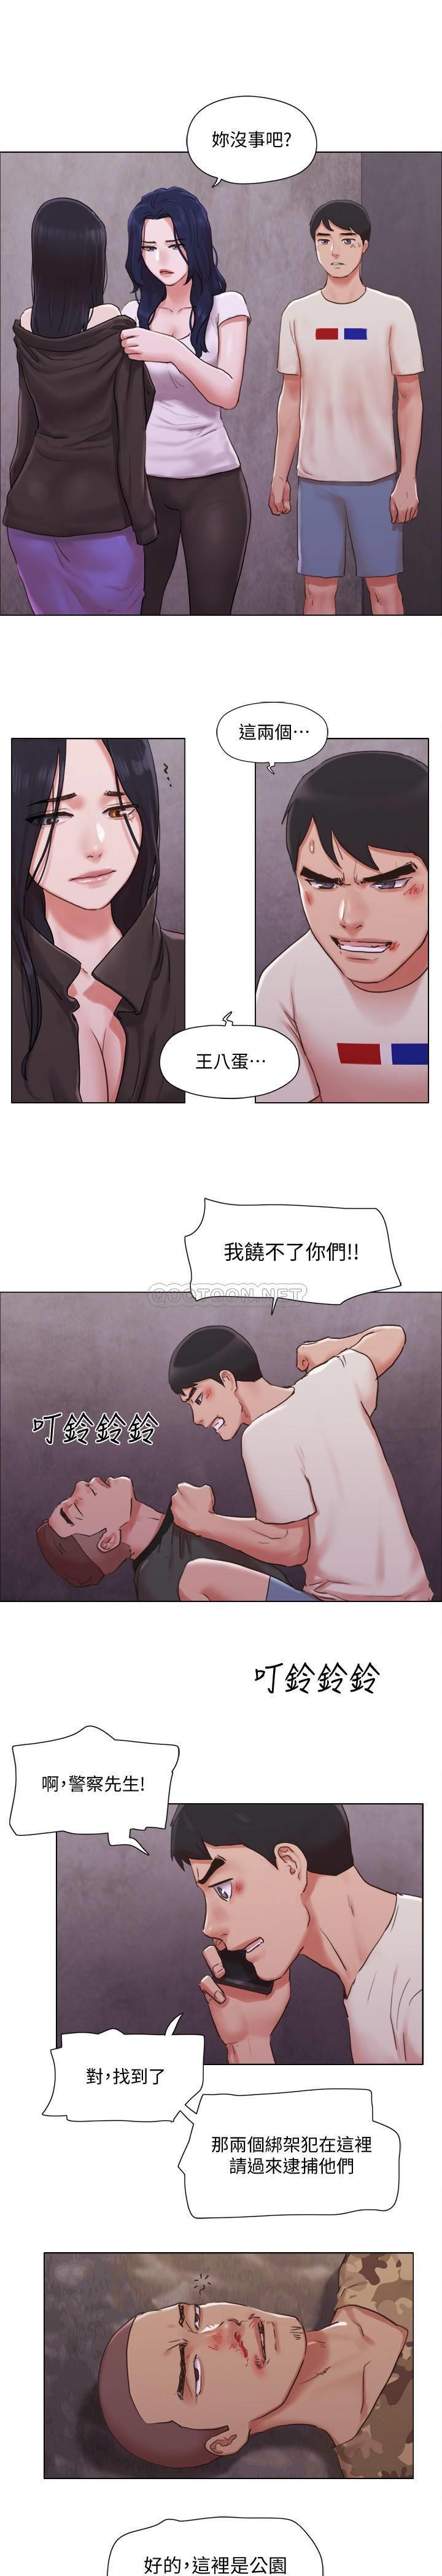 妳沒事吧?
這兩個…
王八蛋…
我饒不了你們!!
QOOTOON.NET
叮鈴鈴鈴
叮鈴鈴鈴
啊,警察先生!
對,找到了
那兩個綁架犯在這裡
請過來逮捕他們
好的,這裡是公園